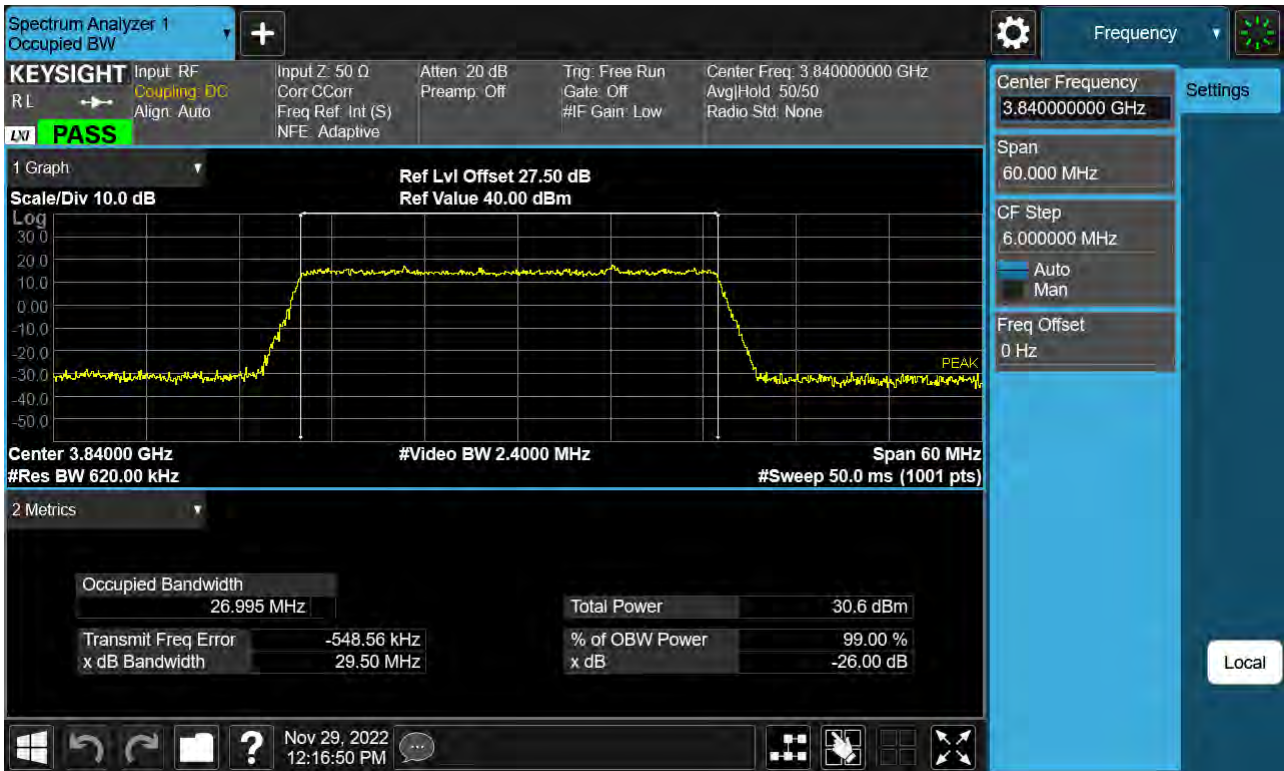 Spectrum Analyzer 1
Occupied BW
+
Frequency
KEYSIGHT
R L
LXI
PASS
Input: RF
Coupling: DC
Align: Auto
Input Z: 50 Ω
Corr CCorr
Freq Ref: Int (S)
NFE: Adaptive
Atten: 20 dB
Preamp: Off
Trig: Free Run
Gate: Off
#IF Gain: Low
Center Freq: 3.840000000 GHz
Avg|Hold: 50/50
Radio Std: None
1 Graph
Scale/Div 10.0 dB
Ref Lvl Offset 27.50 dB
Ref Value 40.00 dBm
Log
30.0
20.0
10.0
0.00
-10.0
-20.0
-30.0
-40.0
-50.0
PEAK
Center 3.84000 GHz
#Res BW 620.00 kHz
#Video BW 2.4000 MHz
Span 60 MHz
#Sweep 50.0 ms (1001 pts)
2 Metrics
Occupied Bandwidth
26.995 MHz
Transmit Freq Error -548.56 kHz
x dB Bandwidth 29.50 MHz
Total Power 30.6 dBm
% of OBW Power 99.00 %
x dB -26.00 dB
Center Frequency
3.840000000 GHz
Settings
Span
60.000 MHz
CF Step
6.000000 MHz
Auto
Man
Freq Offset
0 Hz
Local
?
Nov 29, 2022
12:16:50 PM